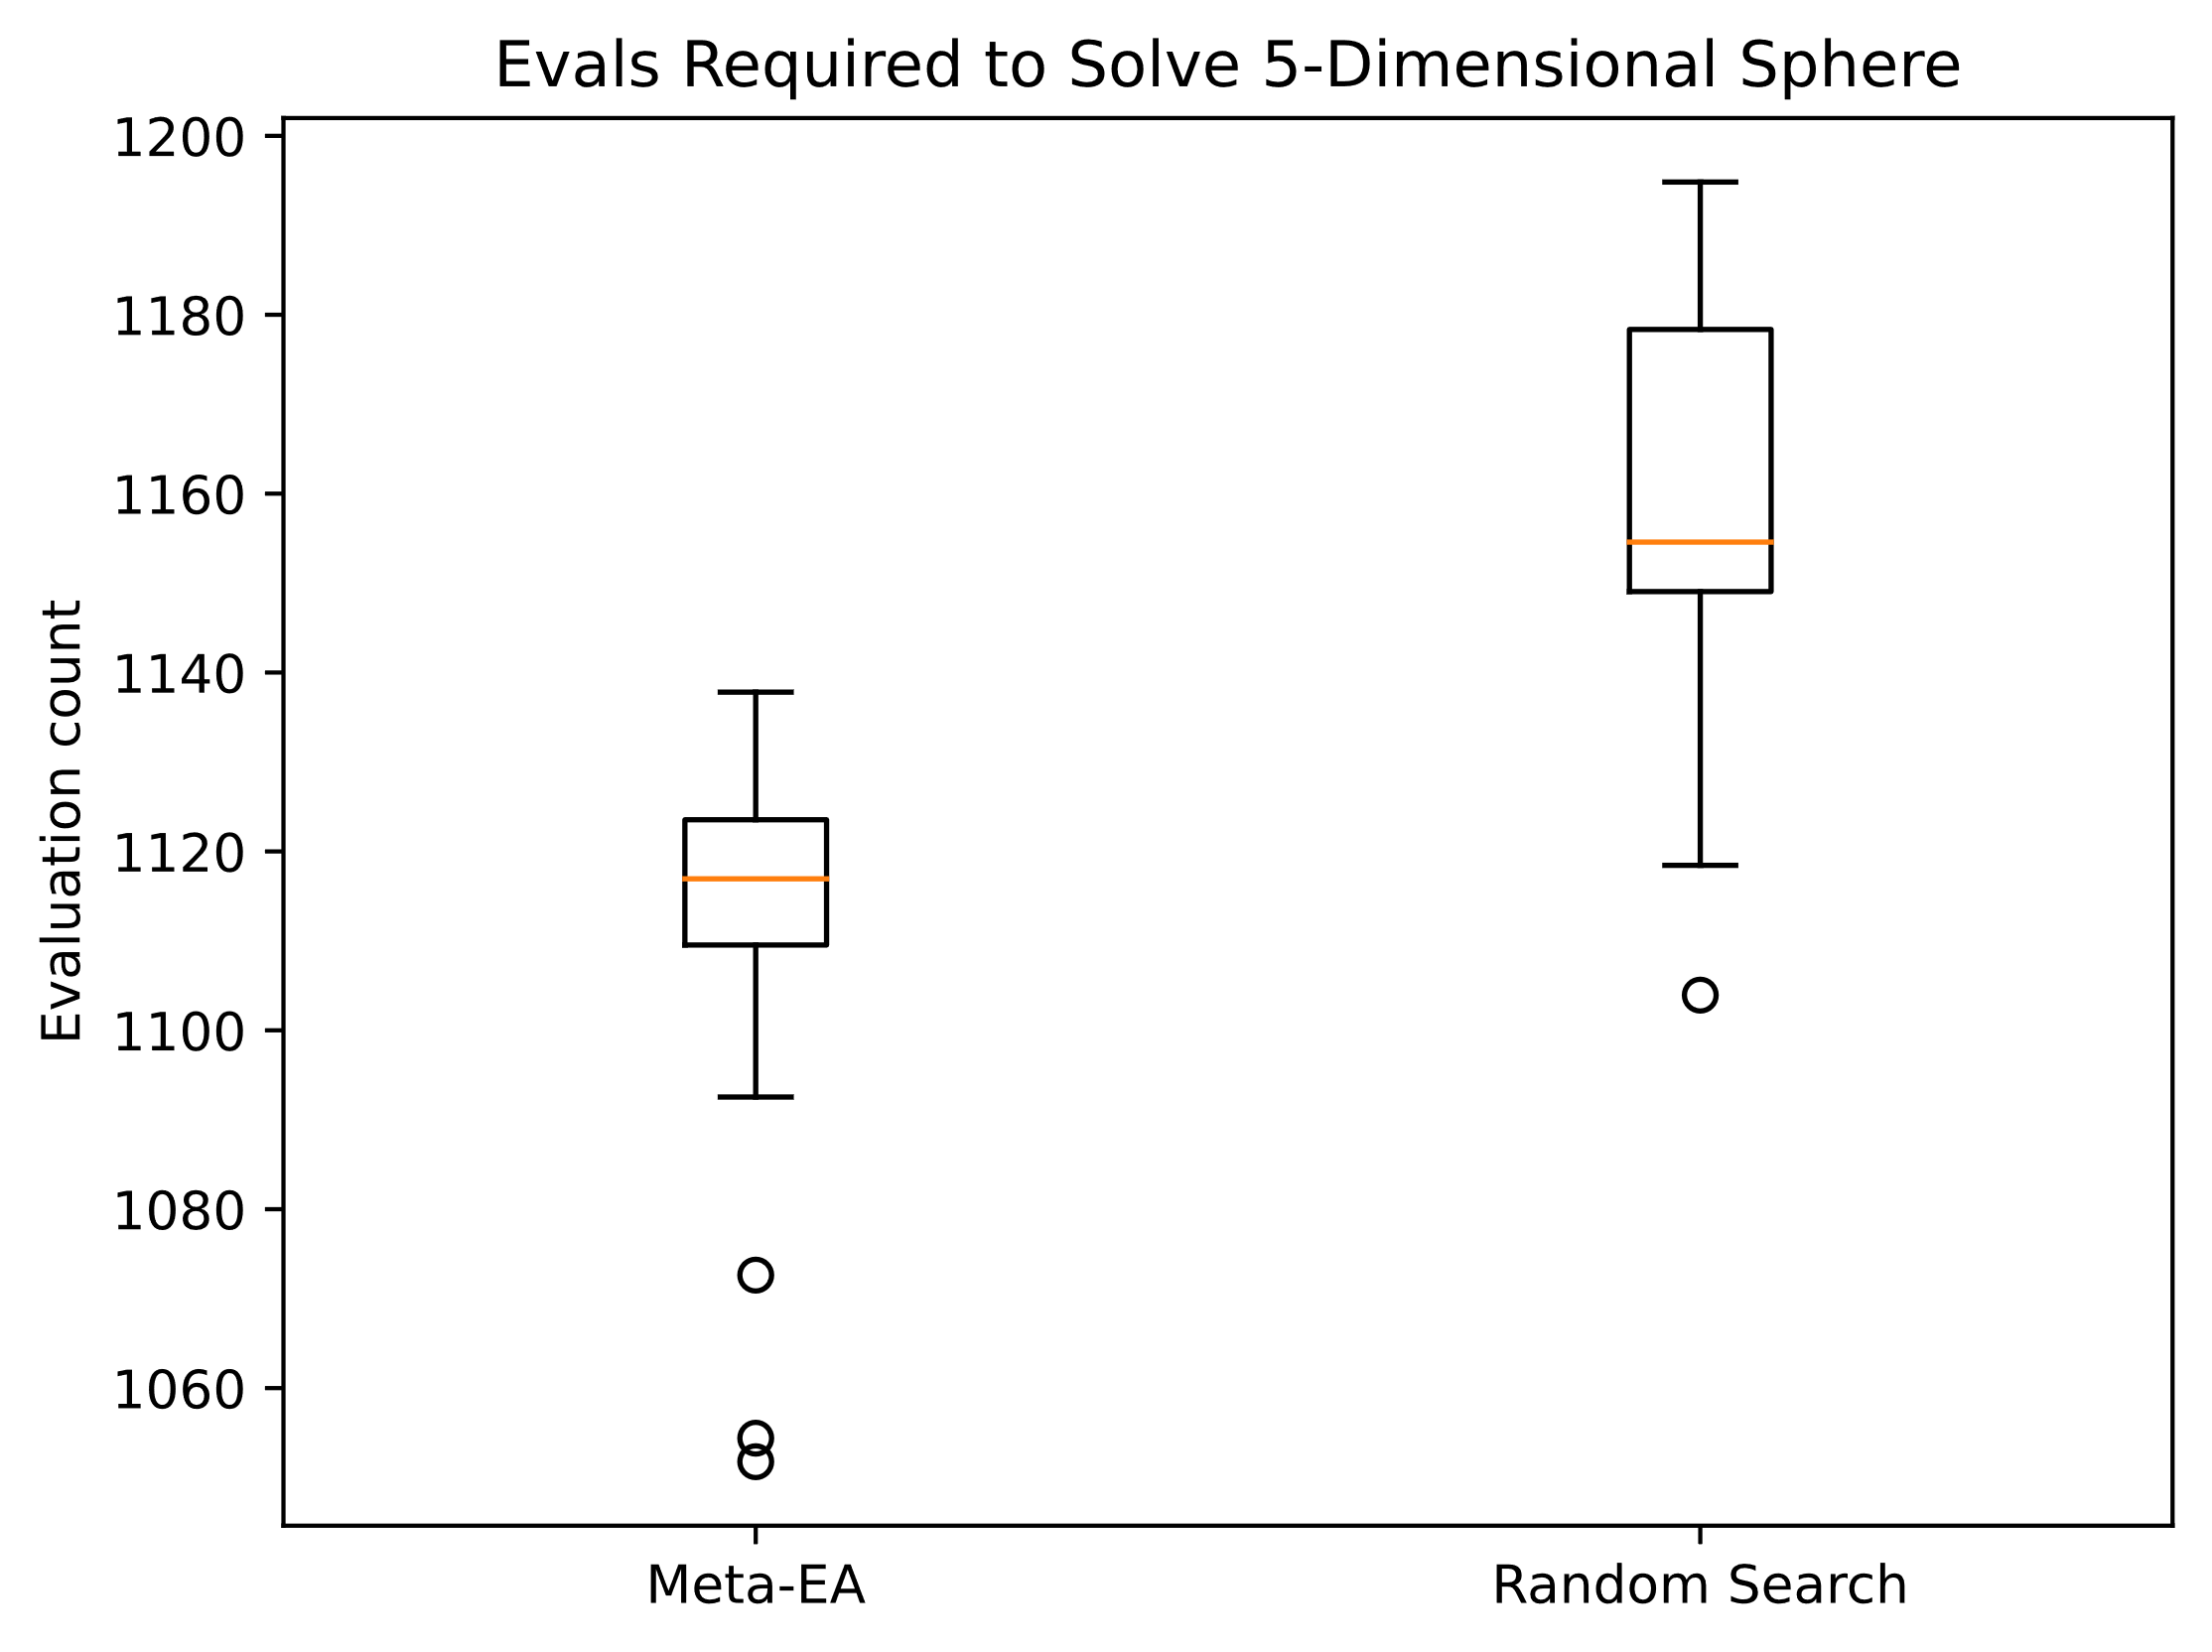 Evals Required to Solve 5-Dimensional Sphere
1200
1180
1160
1140
1120
1100
1080
1060
Evaluation count
Meta-EA
Random Search